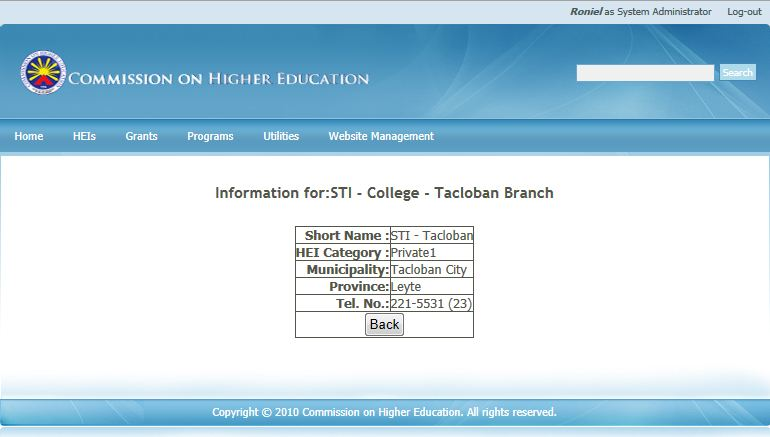 Roniel as System Administrator Log-out
COMMISSION ON HIGHER EDUCATION
Search
Home HEIs Grants Programs Utilities Website Management
Information for:STI - College - Tacloban Branch
Short Name :STI - Tacloban
HEI Category :Private1
Municipality:Tacloban City
Province:Leyte
Tel. No.:221-5531 (23)
Back
Copyright © 2010 Commission on Higher Education. All rights reserved.